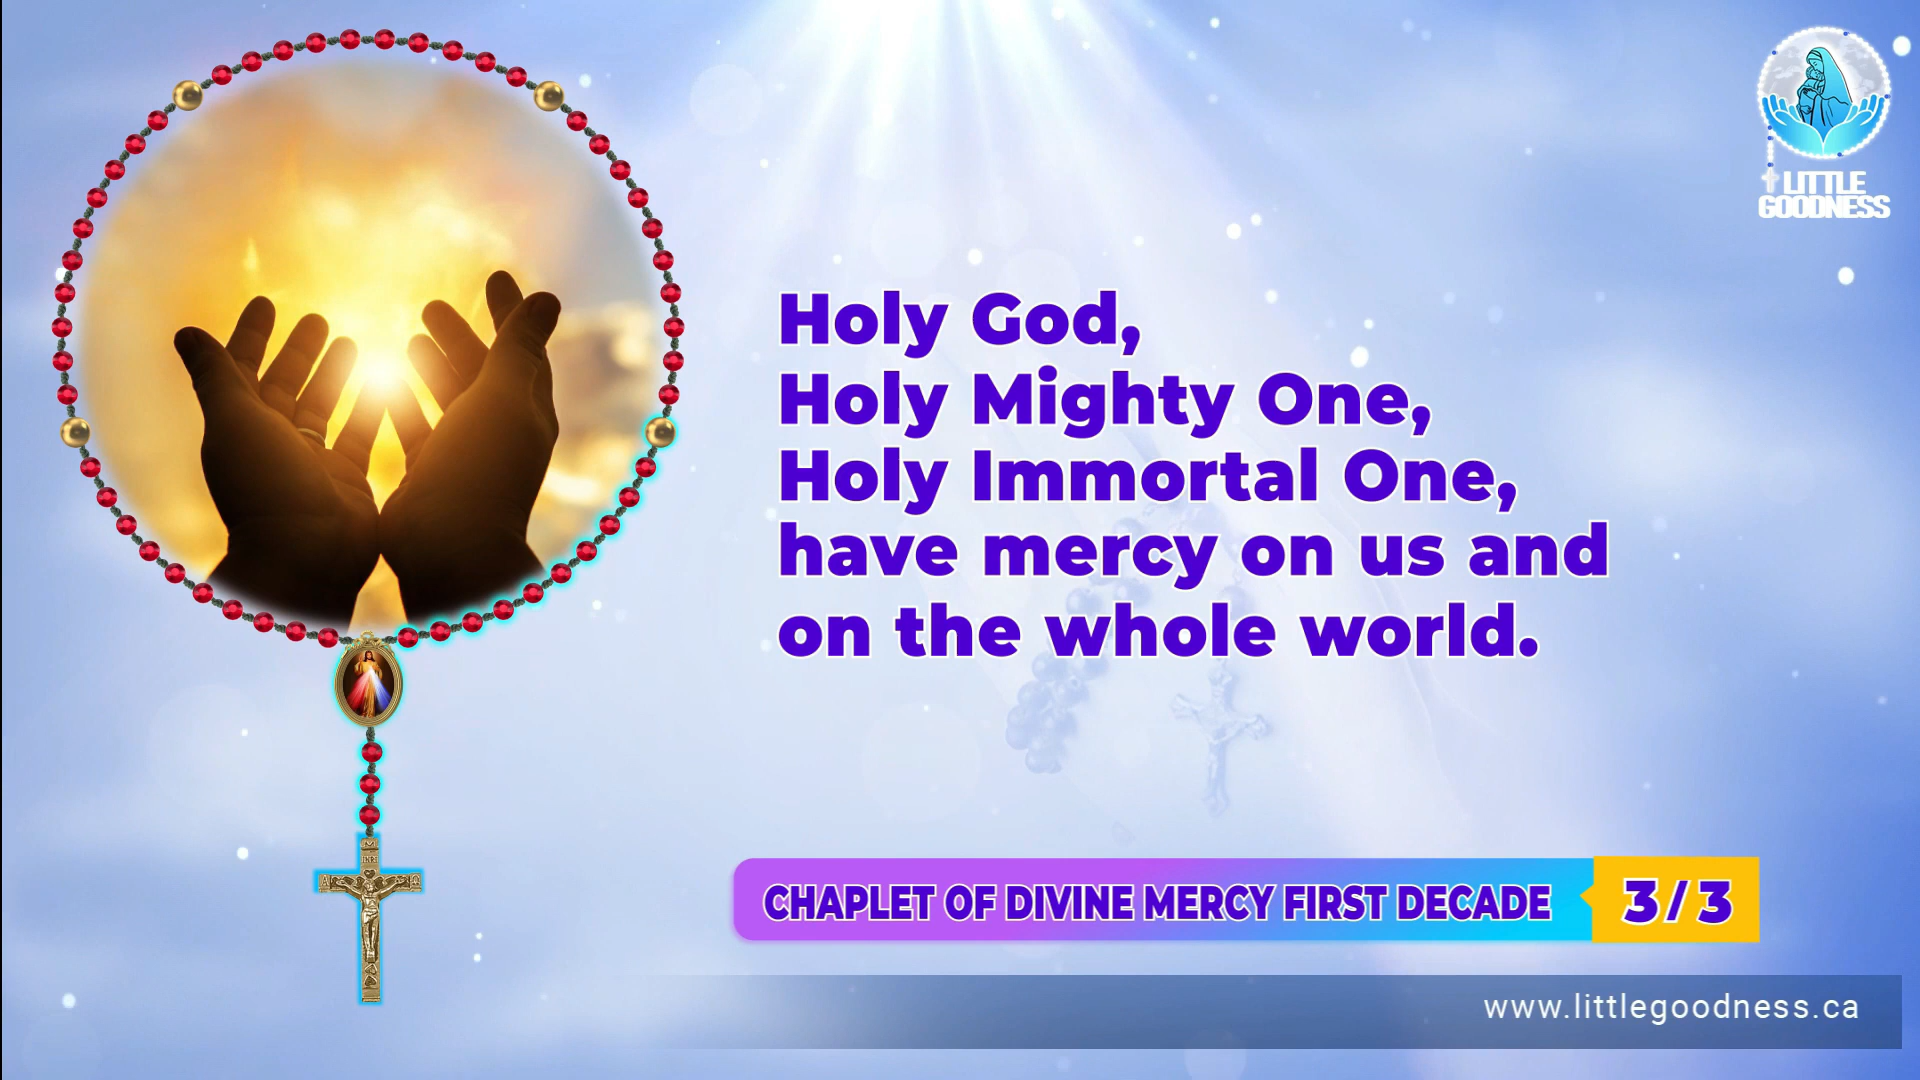 LITTLE
GOODNESS
Holy God,
Holy Mighty One,
Holy Immortal One,
have mercy on us and
on the whole world.
INRI
CHAPLET OF DIVINE MERCY FIRST DECADE
3/3
www.littlegoodness.ca